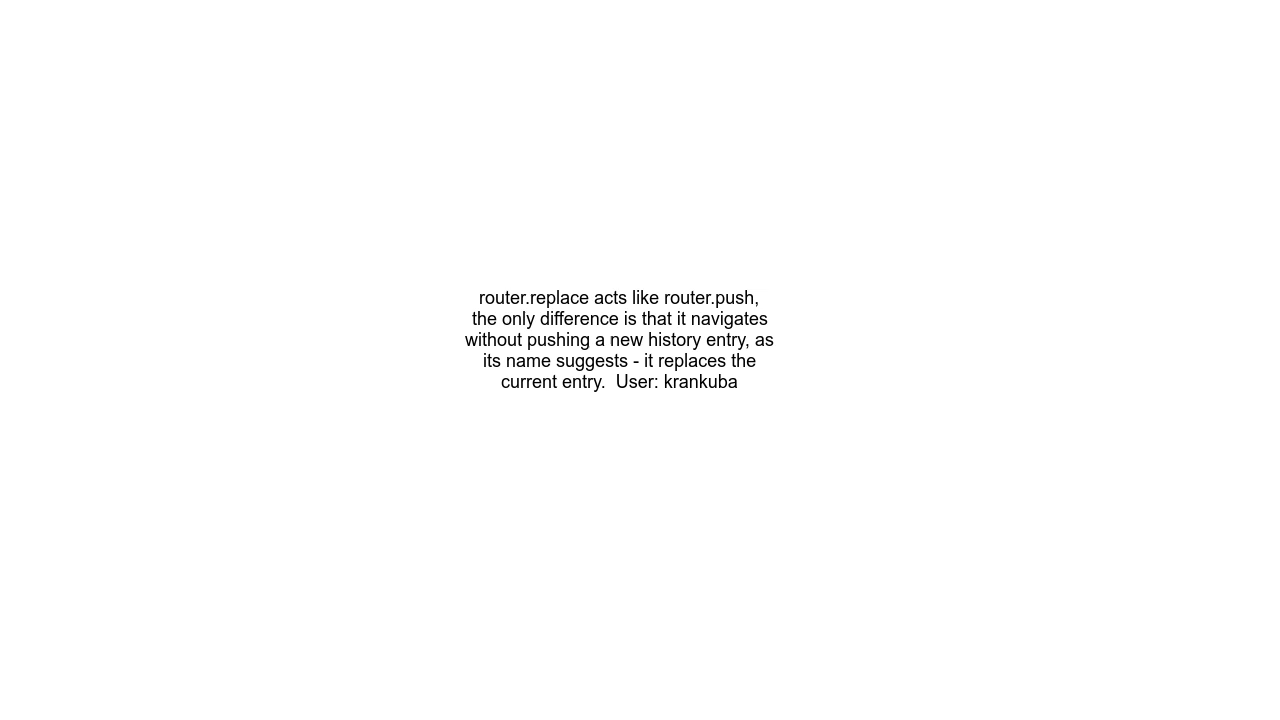 router.replace acts like router.push,
the only difference is that it navigates
without pushing a new history entry, as
its name suggests - it replaces the
current entry.  User: krankuba